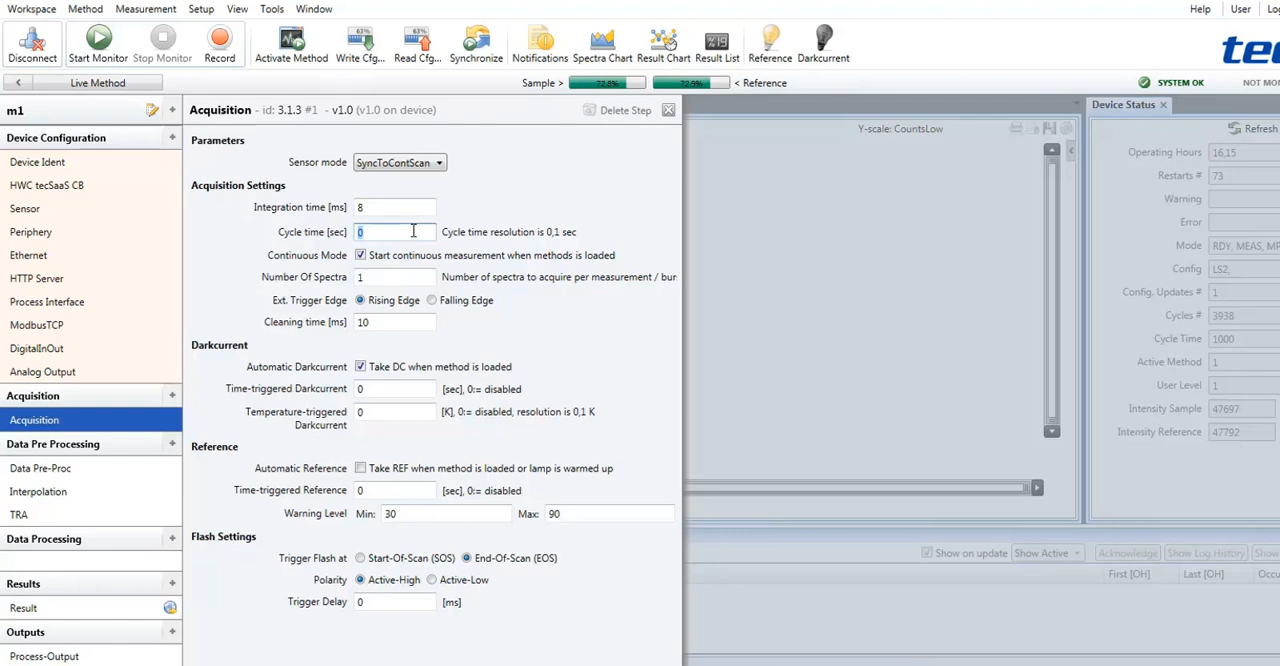 Workspace Method Measurement Setup View Tools Window Help User
63% 63% %19
Disconnect Start Monitor Stop Monitor Record Activate Method Write Cfg... Read Cfg... Synchronize Notifications Spectra Chart Result Chart Result List Reference Darkcurrent
tec
< Live Method Sample > 72.8% 72.9% < Reference SYSTEM OK
m1
Device Configuration
Device Ident
HWC tecSaaS CB
Sensor
Periphery
Ethernet
HTTP Server
Process Interface
ModbusTCP
DigitalInOut
Analog Output
Acquisition
Acquisition
Data Pre Processing
Data Pre-Proc
Interpolation
TRA
Data Processing
Results
Result
Outputs
Process-Output
Acquisition - id: 3.1.3 #1 - v1.0 (v1.0 on device) Delete Step
Parameters
Sensor mode SyncToContScan
Acquisition Settings
Integration time [ms] 8
Cycle time [sec] 0 Cycle time resolution is 0,1 sec
Continuous Mode Start continuous measurement when methods is loaded
Number Of Spectra 1 Number of spectra to acquire per measurement / bur
Ext. Trigger Edge Rising Edge Falling Edge
Cleaning time [ms] 10
Darkcurrent
Automatic Darkcurrent Take DC when method is loaded
Time-triggered Darkcurrent 0 [sec], 0:= disabled
Temperature-triggered 0 [K], 0:= disabled, resolution is 0,1 K
Darkcurrent
Reference
Automatic Reference Take REF when method is loaded or lamp is warmed up
Time-triggered Reference 0 [sec], 0:= disabled
Warning Level Min: 30 Max: 90
Flash Settings
Trigger Flash at Start-Of-Scan (SOS) End-Of-Scan (EOS)
Polarity Active-High Active-Low
Trigger Delay 0 [ms]
Y-scale: CountsLow
Device Status
Refresh
Operating Hours 16,15
Restarts # 73
Warning
Error
Mode RDY, MEAS,
Config LS2,
Config. Updates # 1
Cycles # 3938
Cycle Time 1000
Active Method 1
User Level 1
Intensity Sample 47697
Intensity Reference 47792
Show on update Show Active Acknowledge Show Log History Show
First [OH] Last [OH]